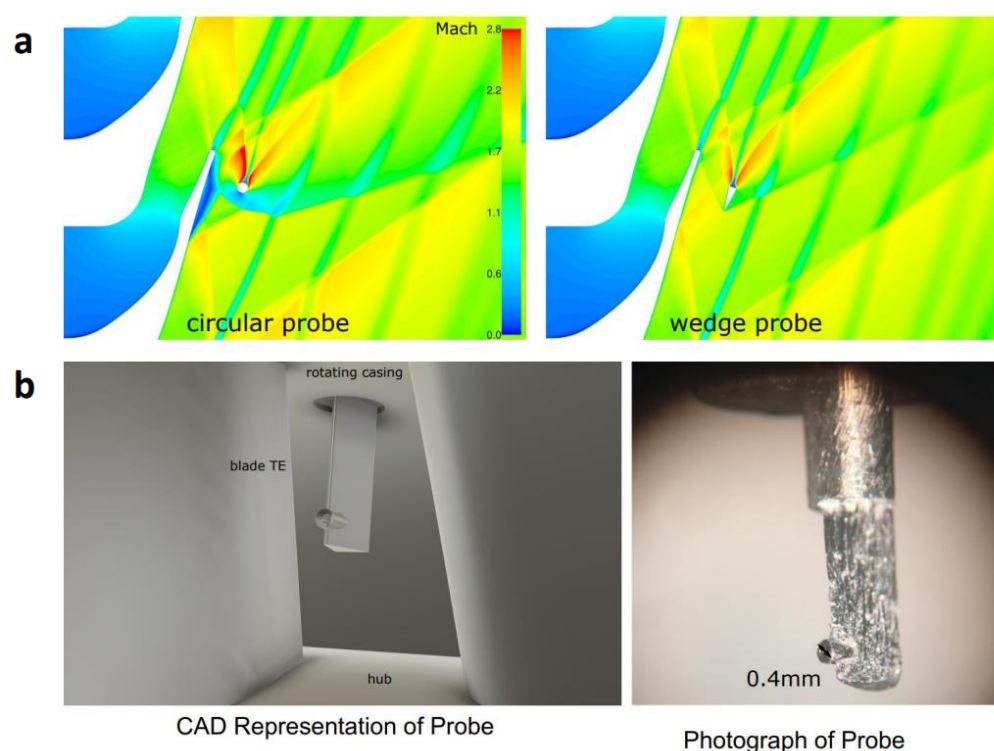 a
Mach
2.8
2.2
1.7
1.1
0.6
0.0
circular probe
wedge probe
b
rotating casing
blade TE
hub
0.4mm
CAD Representation of Probe
Photograph of Probe